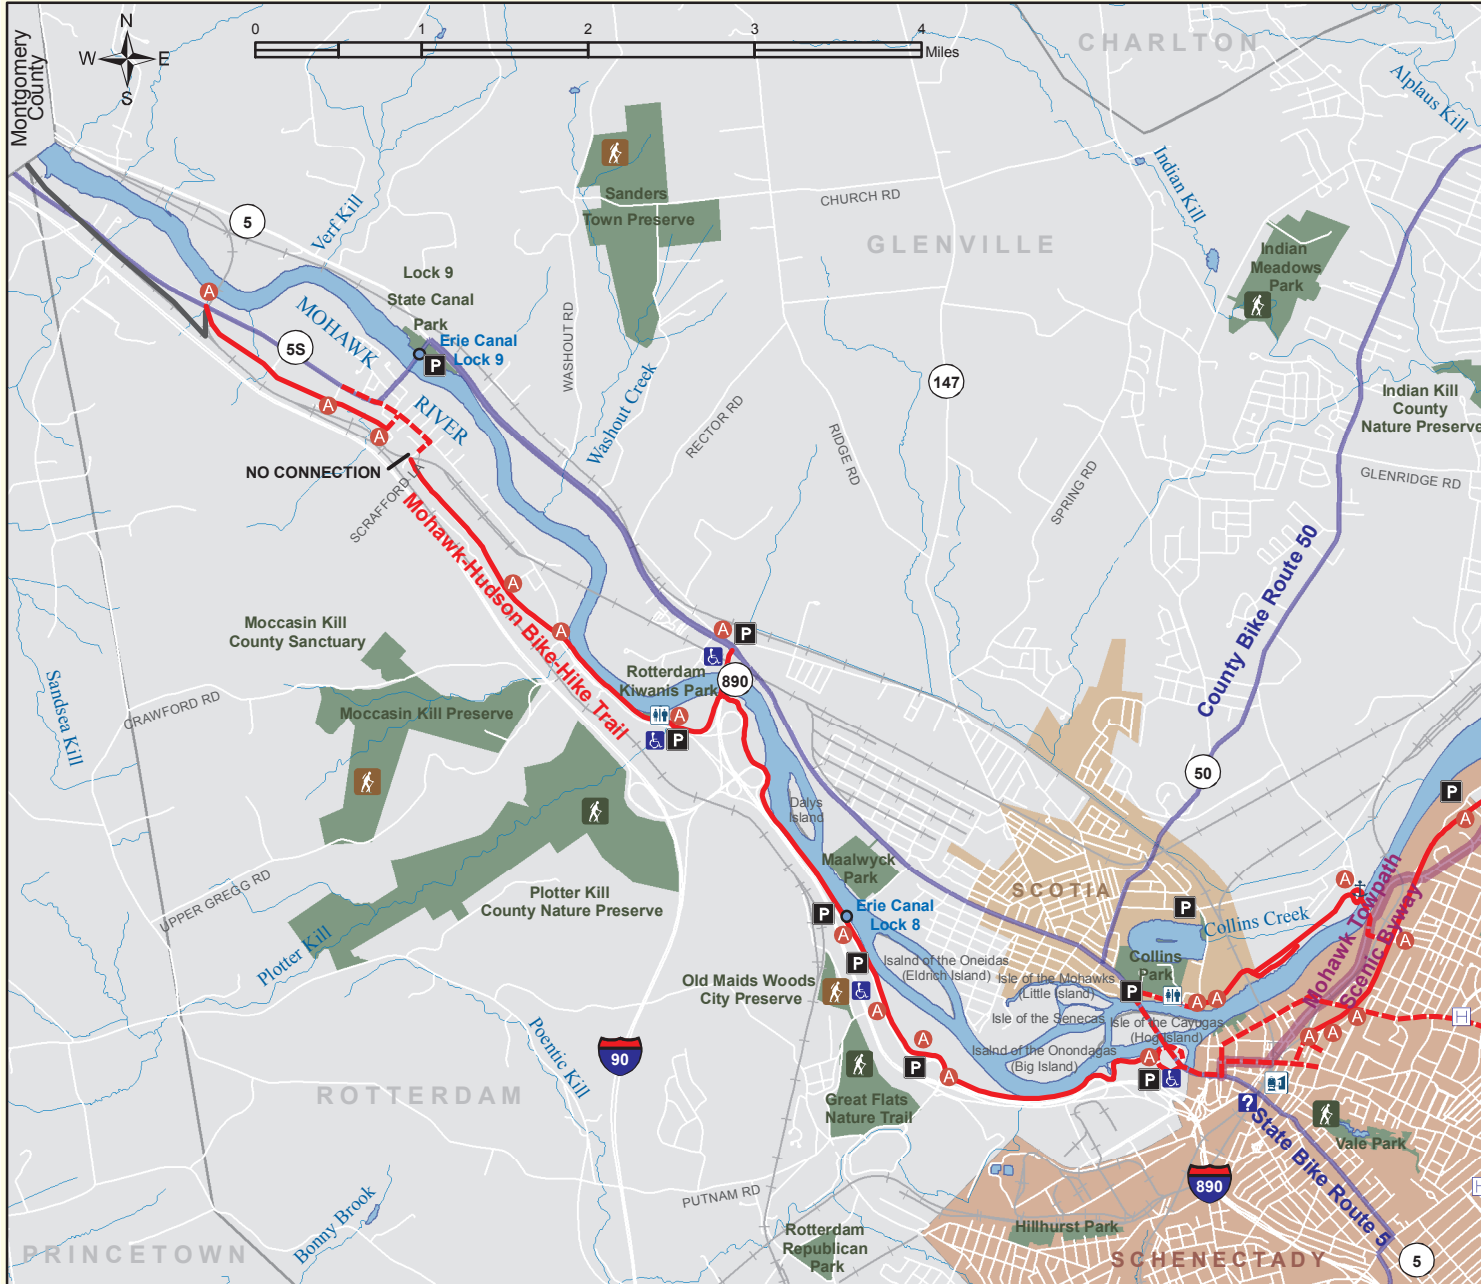 N
W E
S
0 1 2 3 4
Miles
Montgomery
County
CHARLTON
Alplaus Kill
Indian Kill
Sanders
Town Preserve
CHURCH RD
GLENVILLE
Indian
Meadows
Park
5
Verf Kill
Lock 9
State Canal
Park
Erie Canal
Lock 9
P
MOHAWK
RIVER
5S
A
A
A
WASHOUT RD
Washout Creek
RECTOR RD
RIDGE RD
147
SPRING RD
Indian Kill
County
Nature Preserve
GLENRIDGE RD
NO CONNECTION
SCRAFFORD LN
Mohawk-Hudson Bike-Hike Trail
A
A
County Bike Route 50
50
Moccasin Kill
County Sanctuary
Sandsea Kill
CRAWFORD RD
Moccasin Kill Preserve
Rotterdam
Kiwanis Park
A
P
890
A
P
Dalys
Island
Maalwyck
Park
SCOTIA
UPPER GREGG RD
Plotter Kill
Plotter Kill
County Nature Preserve
Erie Canal
Lock 8
P
A
P
A
P
Collins Creek
Collins
Park
P
A
A
A
A
P
A
Mohawk Towpath
Scenic Byway
Old Maids Woods
City Preserve
Isalnd of the Oneidas
(Eldrich Island)
Isle of the Mohawks
(Little Island)
Isle of the Senecas
Isle of the Cayugas
(Hog Island)
Isalnd of the Onondagas
(Big Island)
A
P
A
A
P
A
A
A
H
?
90
Poentic Kill
ROTTERDAM
Great Flats
Nature Trail
State Bike Route 5
Vale Park
890
H
PUTNAM RD
Bonny Brook
PRINCETOWN
Rotterdam
Republican
Park
Hillhurst Park
SCHENECTADY
5